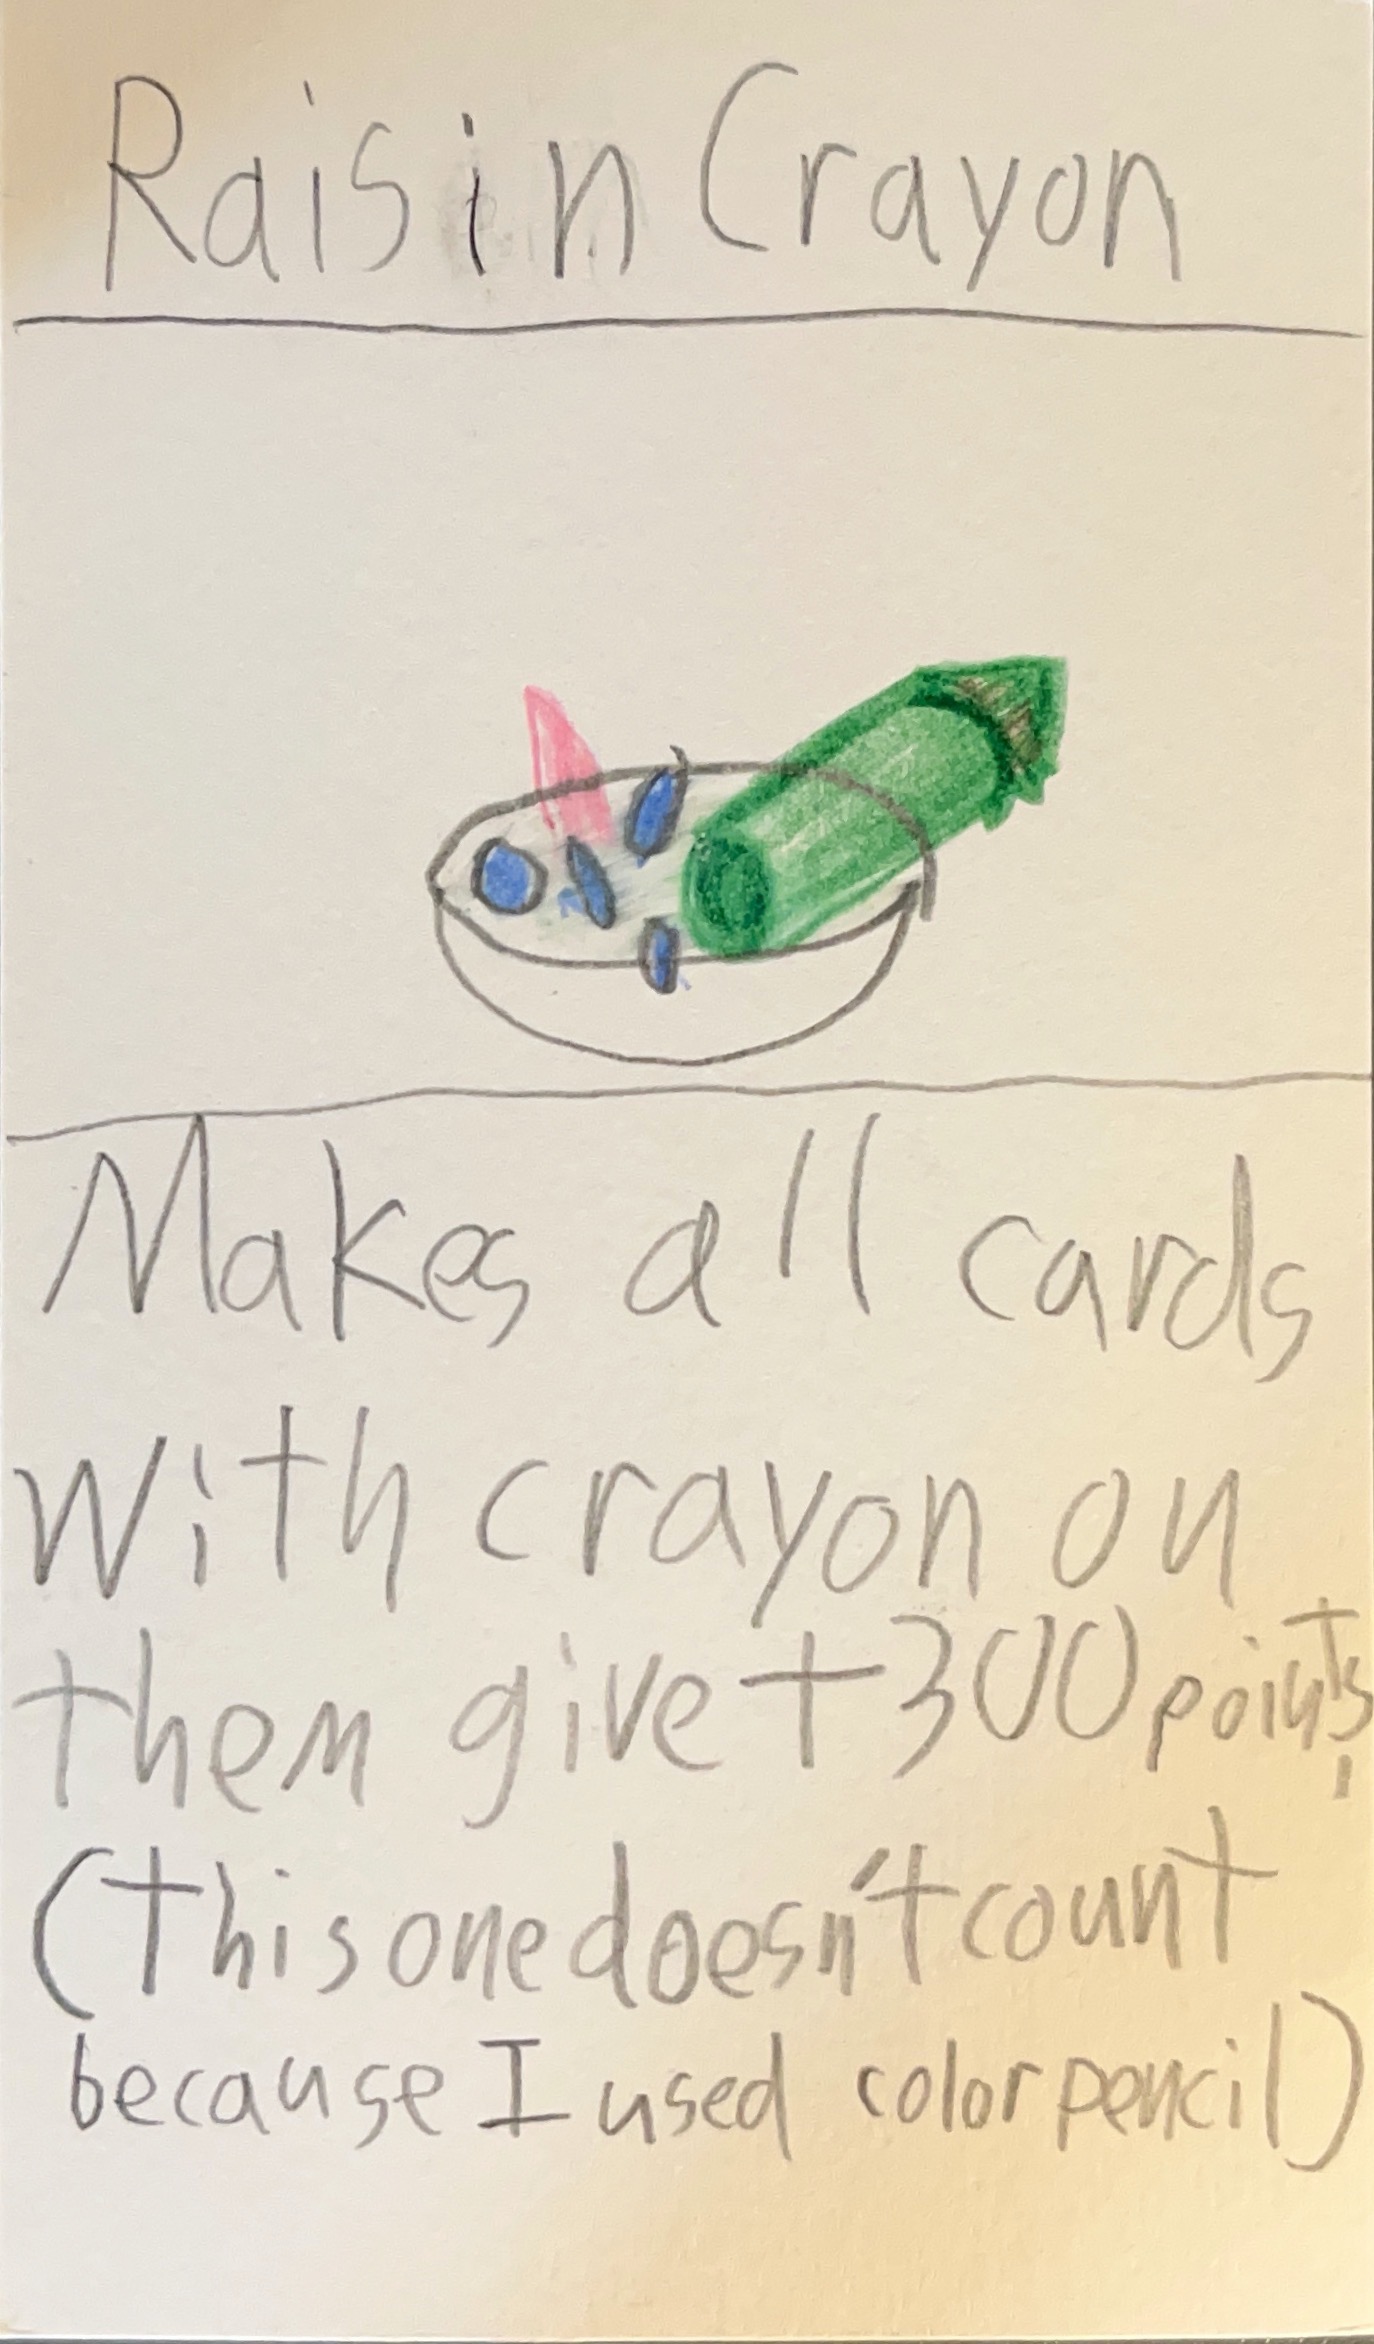 Raisin Crayon
Makes all cards
with crayon on
them give +300 points!
(this one doesn't count
because I used color pencil)